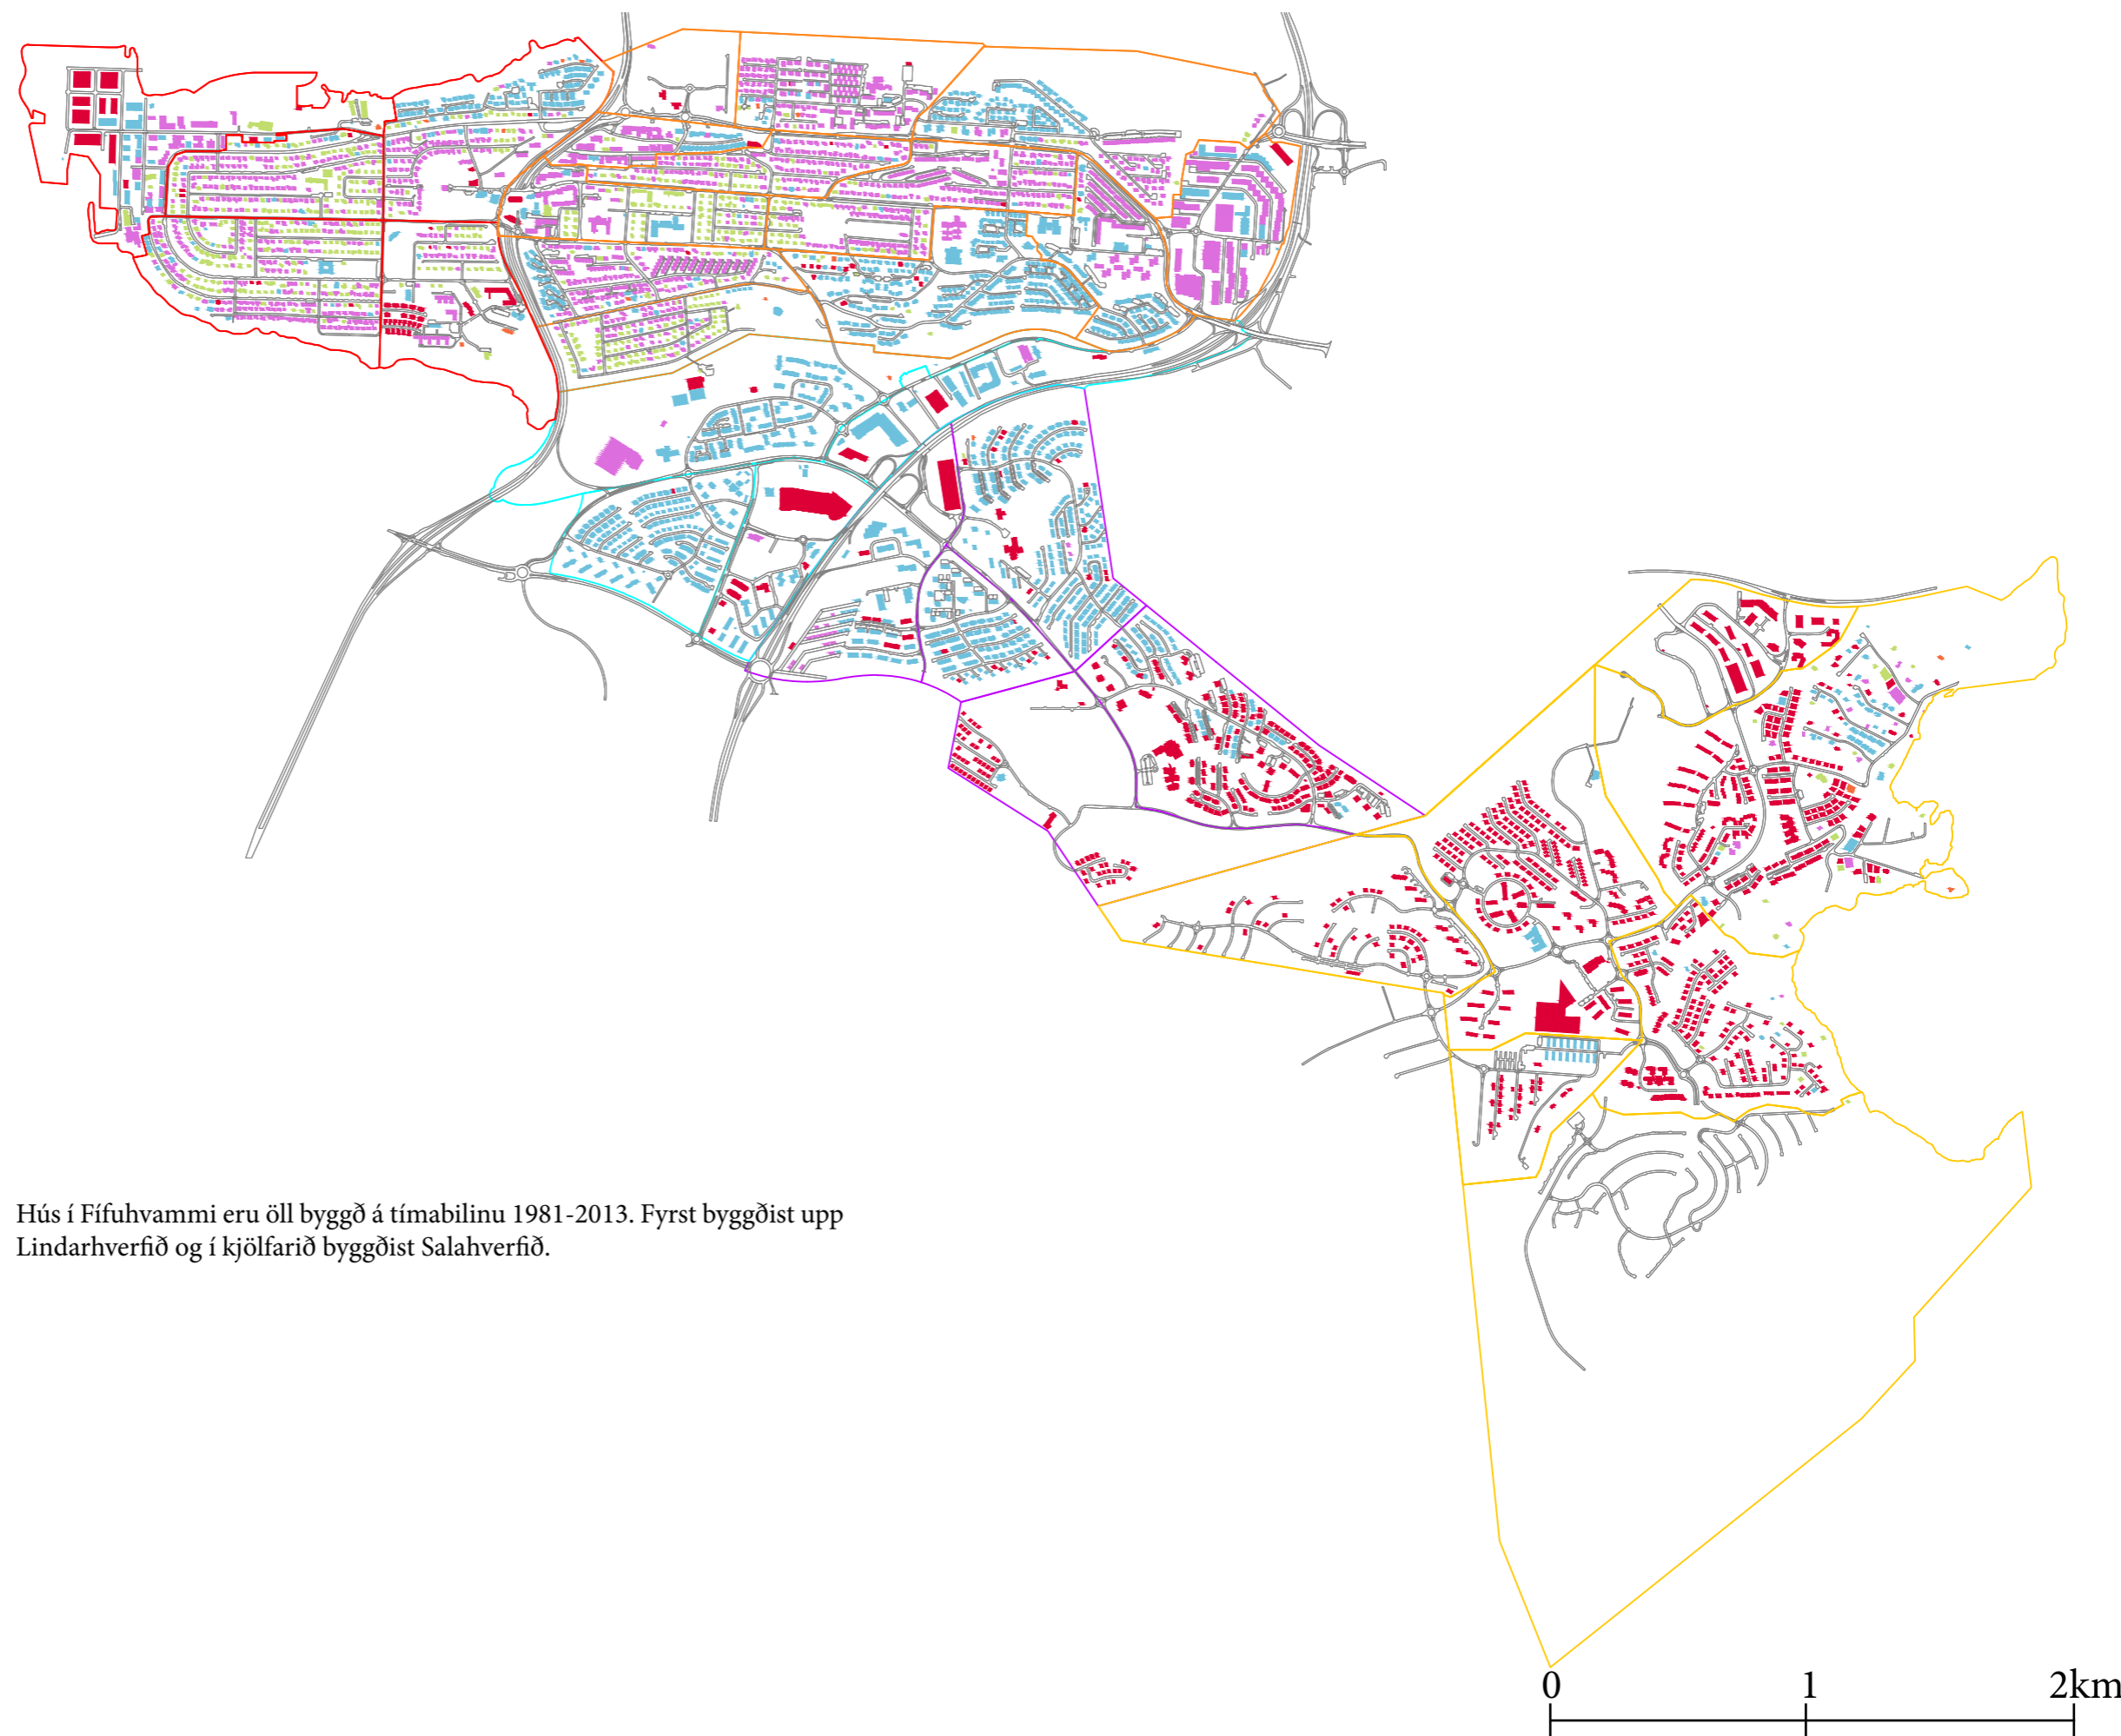 Hús í Fífuhvammi eru öll byggð á tímabilinu 1981-2013. Fyrst byggðist upp
Lindarhverfið og í kjölfarið byggðist Salahverfið.
0 1 2km